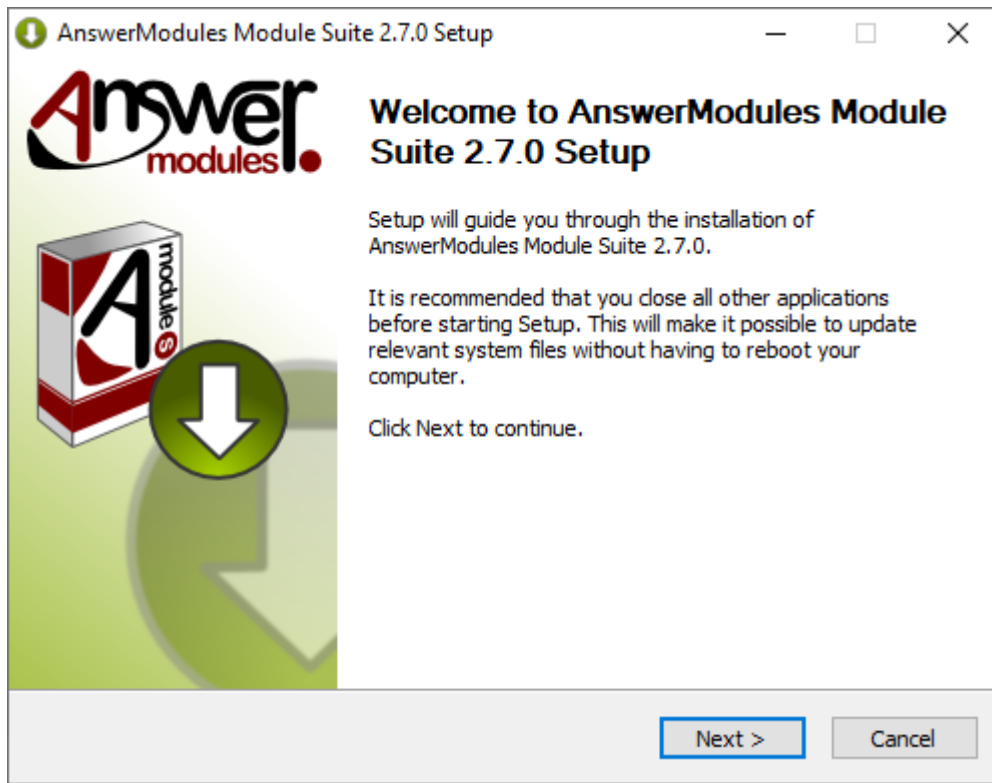 AnswerModules Module Suite 2.7.0 Setup
Answer
modules
Welcome to AnswerModules Module
Suite 2.7.0 Setup
Setup will guide you through the installation of
AnswerModules Module Suite 2.7.0.
It is recommended that you close all other applications
before starting Setup. This will make it possible to update
relevant system files without having to reboot your
computer.
Click Next to continue.
A
modules
Next >
Cancel